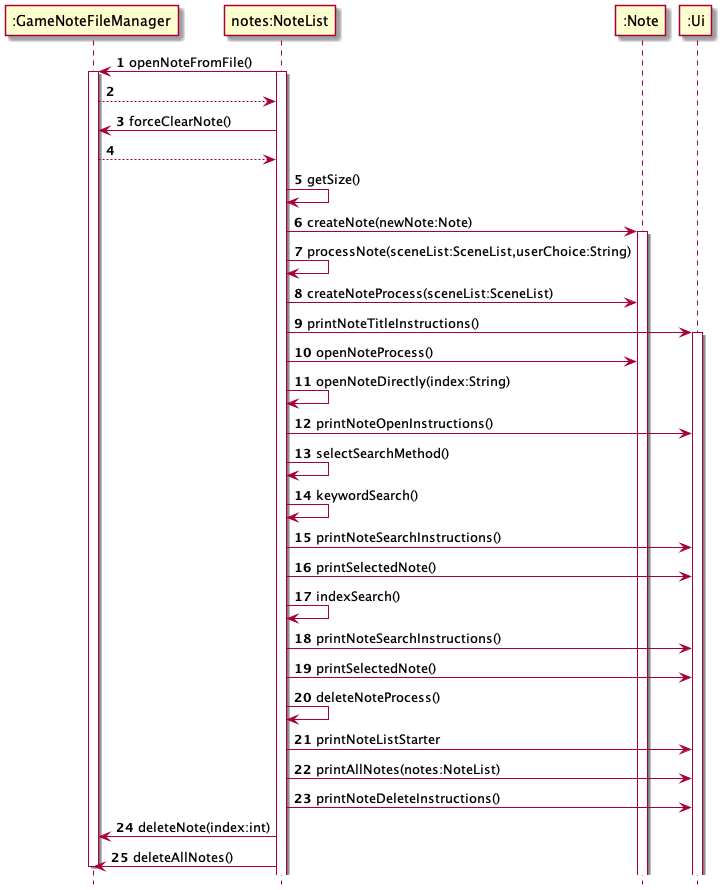 :GameNoteFileManager
notes:NoteList
:Note
:Ui
1 openNoteFromFile()
2
3 forceClearNote()
4
5 getSize()
6 createNote(newNote:Note)
7 processNote(sceneList:SceneList,userChoice:String)
8 createNoteProcess(sceneList:SceneList)
9 printNoteTitleInstructions()
10 openNoteProcess()
11 openNoteDirectly(index:String)
12 printNoteOpenInstructions()
13 selectSearchMethod()
14 keywordSearch()
15 printNoteSearchInstructions()
16 printSelectedNote()
17 indexSearch()
18 printNoteSearchInstructions()
19 printSelectedNote()
20 deleteNoteProcess()
21 printNoteListStarter
22 printAllNotes(notes:NoteList)
23 printNoteDeleteInstructions()
24 deleteNote(index:int)
25 deleteAllNotes()